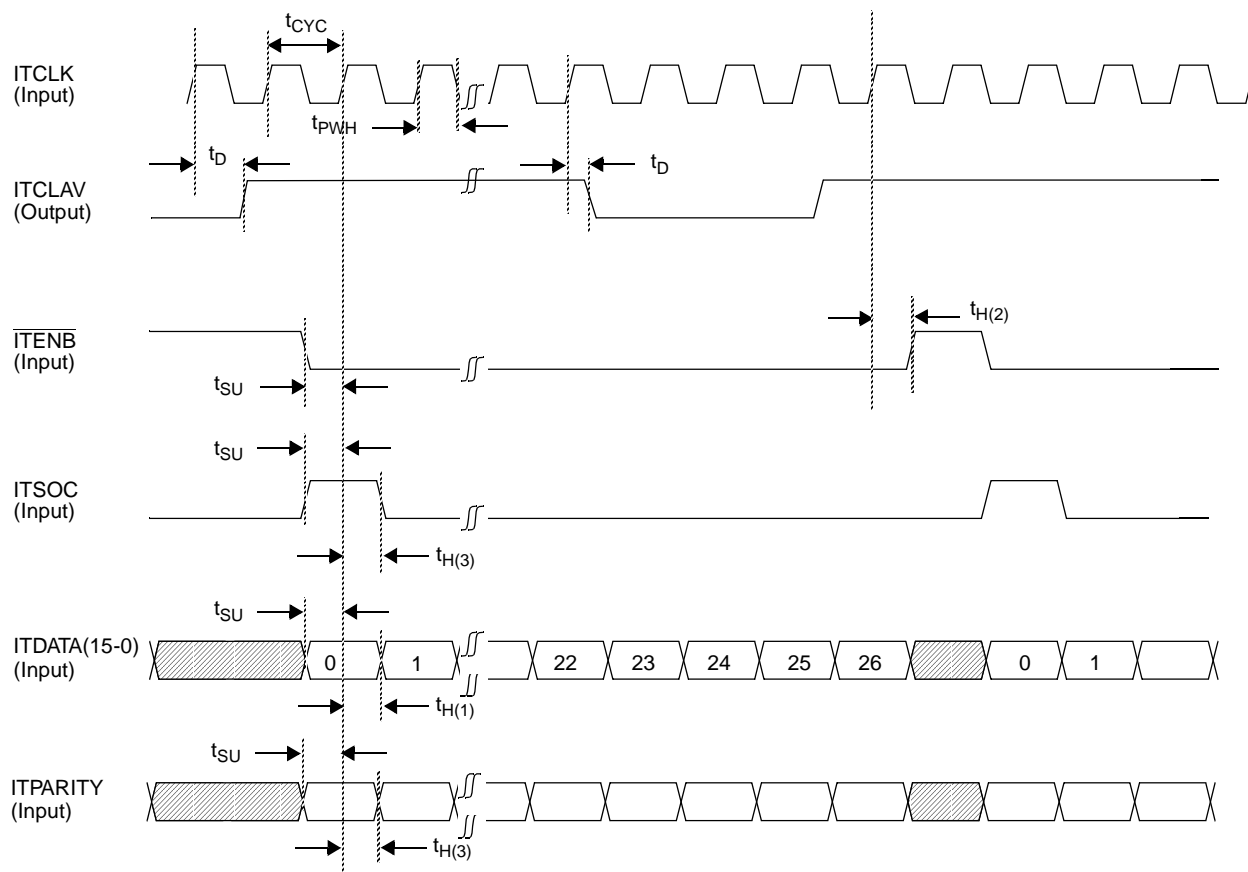 tCYC
ITCLK
(Input)
tPWH
tD
tD
ITCLAV
(Output)
tH(2)
ITENB
(Input)
tSU
tSU
ITSOC
(Input)
tH(3)
tSU
ITDATA(15-0)
(Input)
0 1 22 23 24 25 26 0 1
tH(1)
tSU
ITPARITY
(Input)
tH(3)